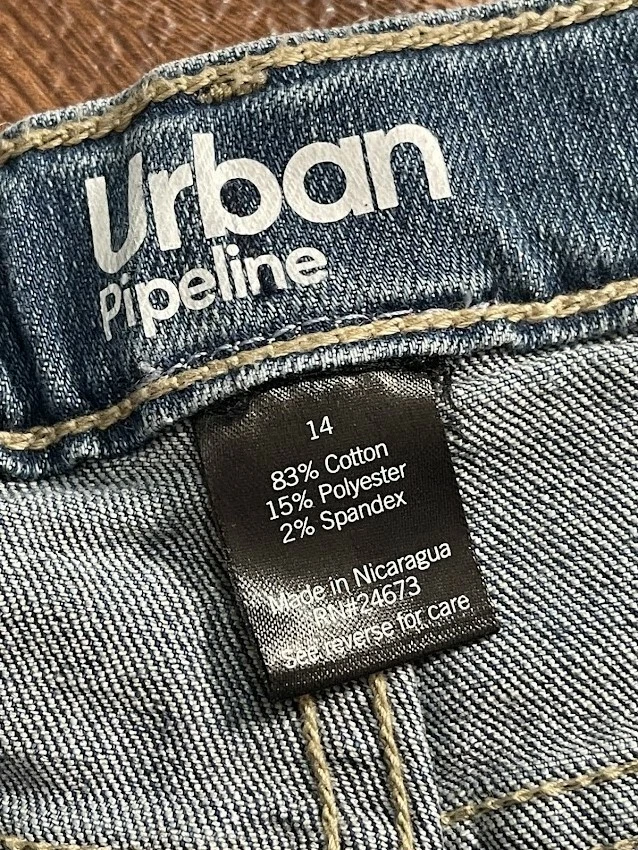 Urban
Pipeline
14
83% Cotton
15% Polyester
2% Spandex
Made in Nicaragua
RN#24673
See reverse for care